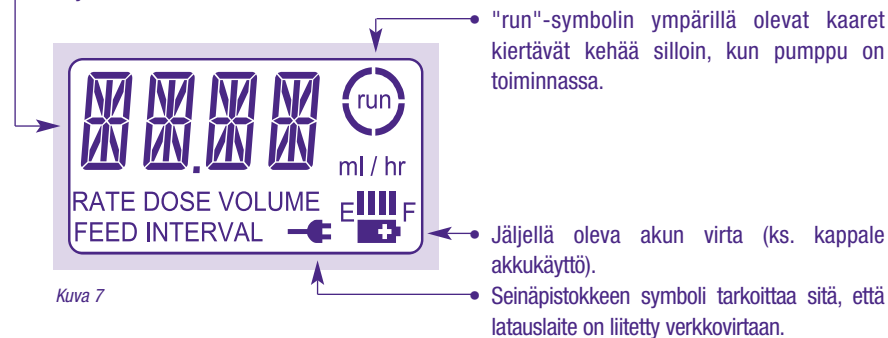 "run"-symbolin ympärillä olevat kaaret
kiertävät kehää silloin, kun pumppu on
toiminnassa.
run
ml / hr
RATE DOSE VOLUME
FEED INTERVAL
E F
Jäljellä oleva akun virta (ks. kappale
akkukäyttö).
Seinäpistokkeen symboli tarkoittaa sitä, että
latauslaite on liitetty verkkovirtaan.
Kuva 7